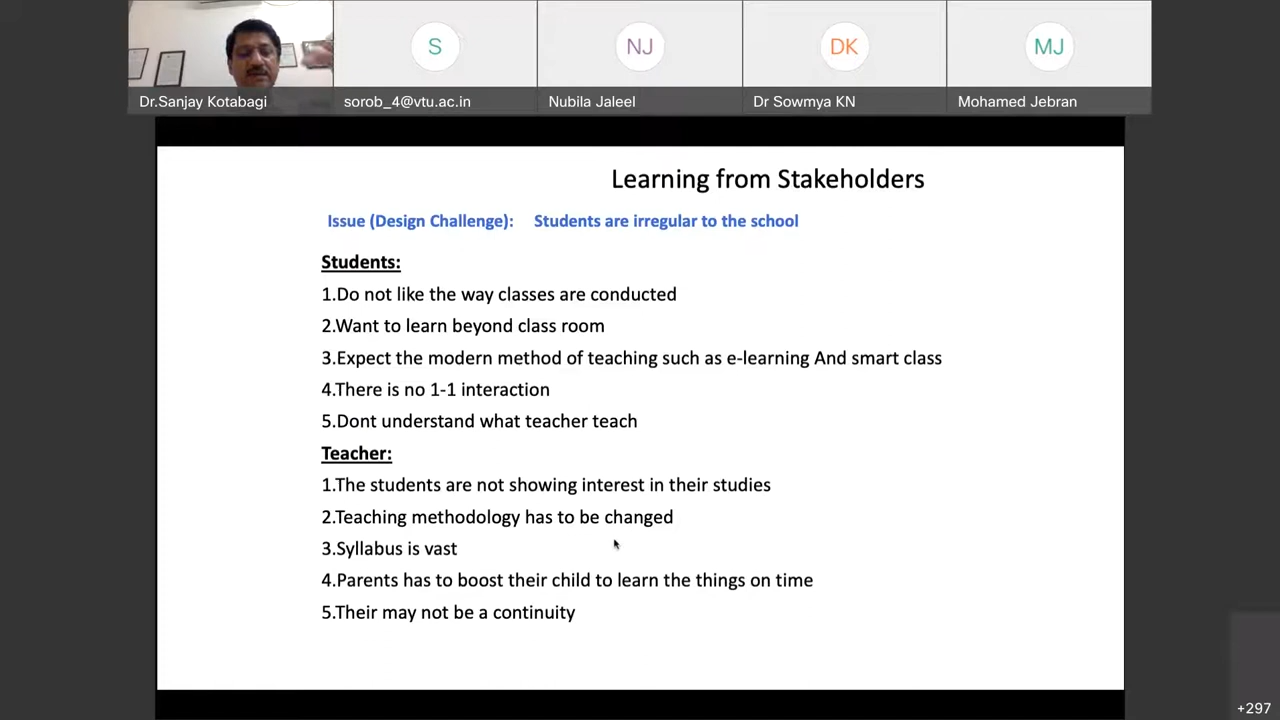 S
NJ
DK
MJ
Dr.Sanjay Kotabagi
sorob_4@vtu.ac.in
Nubila Jaleel
Dr Sowmya KN
Mohamed Jebran
Learning from Stakeholders
Issue (Design Challenge): Students are irregular to the school
Students:
1.Do not like the way classes are conducted
2.Want to learn beyond class room
3.Expect the modern method of teaching such as e-learning And smart class
4.There is no 1-1 interaction
5.Dont understand what teacher teach
Teacher:
1.The students are not showing interest in their studies
2.Teaching methodology has to be changed
3.Syllabus is vast
4.Parents has to boost their child to learn the things on time
5.Their may not be a continuity
+297